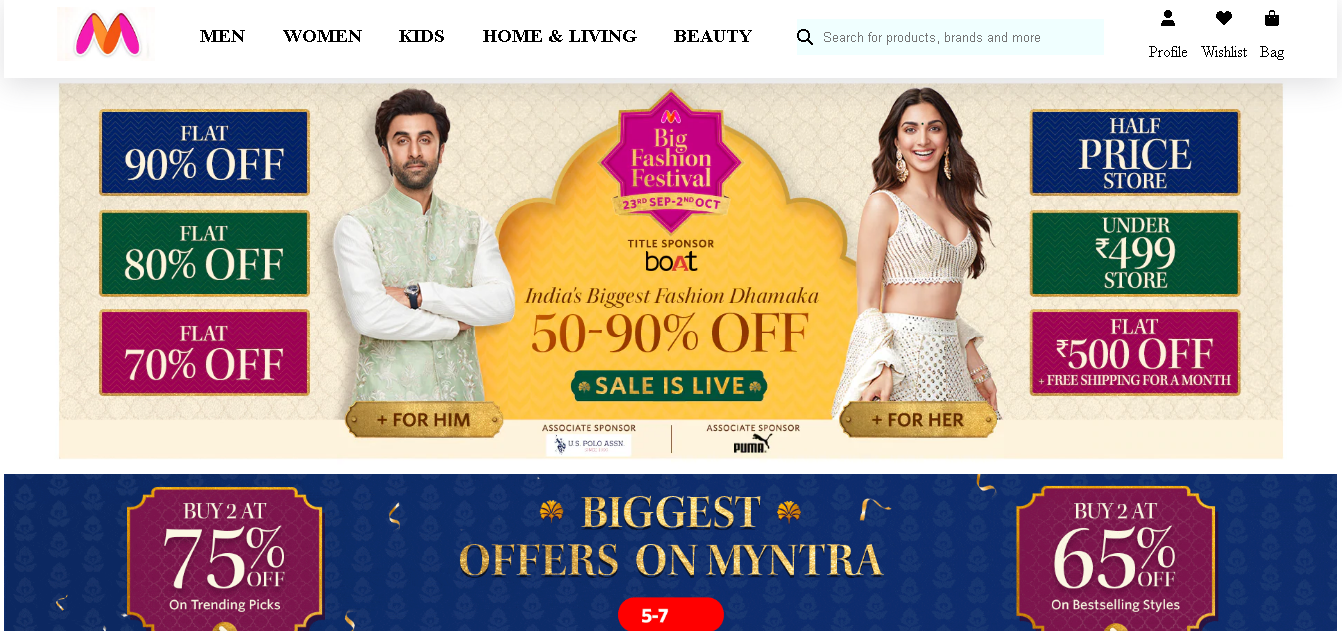 MEN
WOMEN
KIDS
HOME & LIVING
BEAUTY
Search for products, brands and more
Profile
Wishlist
Bag
FLAT
90% OFF
FLAT
80% OFF
FLAT
70% OFF
Big
Fashion
Festival
23RD SEP-2ND OCT
TITLE SPONSOR
boAt
India's Biggest Fashion Dhamaka
50-90% OFF
SALE IS LIVE
+ FOR HIM
ASSOCIATE SPONSOR
U.S. POLO ASSN.
ASSOCIATE SPONSOR
PUMA
+ FOR HER
HALF
PRICE
STORE
UNDER
₹499
STORE
FLAT
₹500 OFF
+ FREE SHIPPING FOR A MONTH
BUY 2 AT
75%
OFF
On Trending Picks
BIGGEST
OFFERS ON MYNTRA
5-7
BUY 2 AT
65%
OFF
On Bestselling Styles